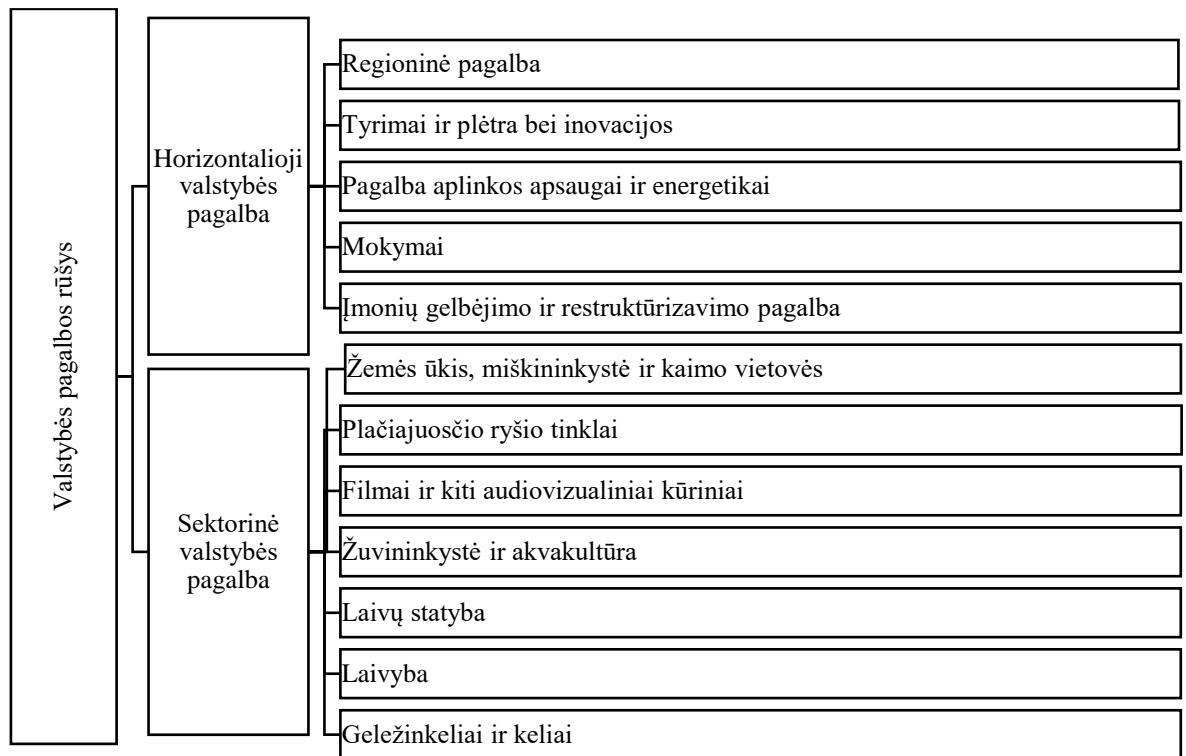 Valstybės pagalbos rūšys
Horizontalioji
valstybės
pagalba
Regioninė pagalba
Tyrimai ir plėtra bei inovacijos
Pagalba aplinkos apsaugai ir energetikai
Mokymai
Įmonių gelbėjimo ir restruktūrizavimo pagalba
Sektorinė
valstybės
pagalba
Žemės ūkis, miškininkystė ir kaimo vietovės
Plačiajuosčio ryšio tinklai
Filmai ir kiti audiovizualiniai kūriniai
Žuvininkystė ir akvakultūra
Laivų statyba
Laivyba
Geležinkeliai ir keliai